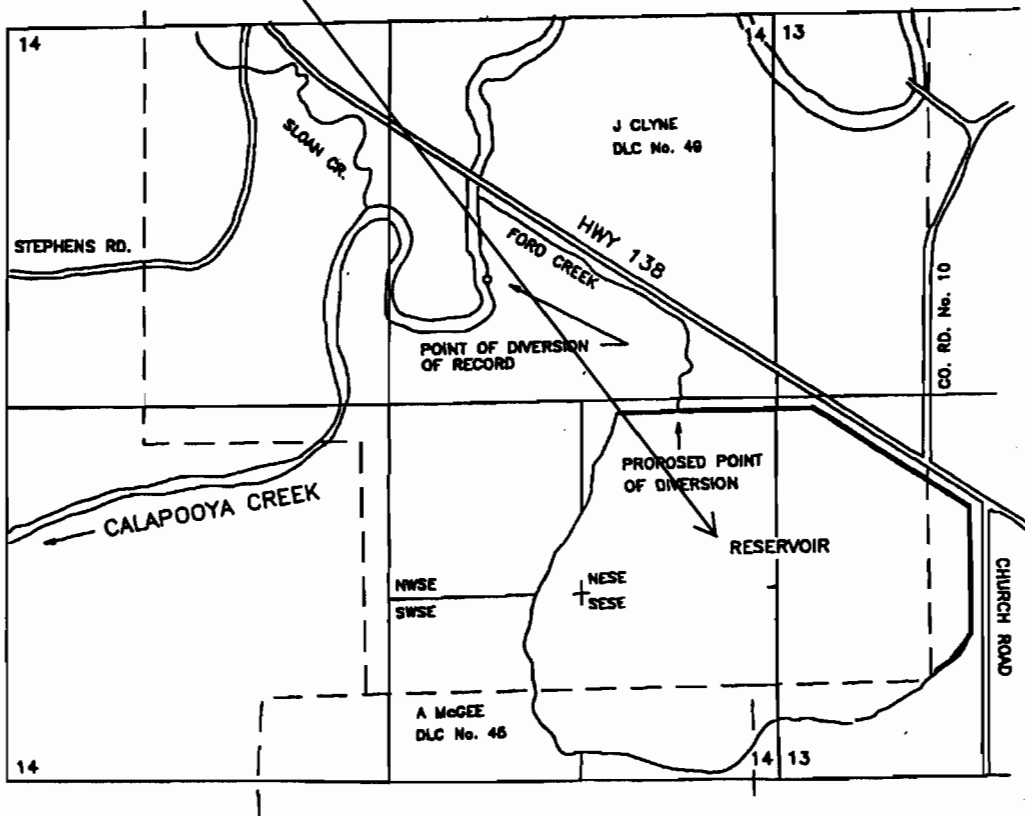 14
14
13
J CLYNE
DLC No. 49
SLOAN CR.
STEPHENS RD.
HWY 138
FORD CREEK
CO. RD. No. 10
POINT OF DIVERSION
OF RECORD
PROPOSED POINT
OF DIVERSION
CALAPOOYA CREEK
RESERVOIR
NWSE
SWSE
NESE
SESE
CHURCH ROAD
A McGEE
DLC No. 45
14
14
13